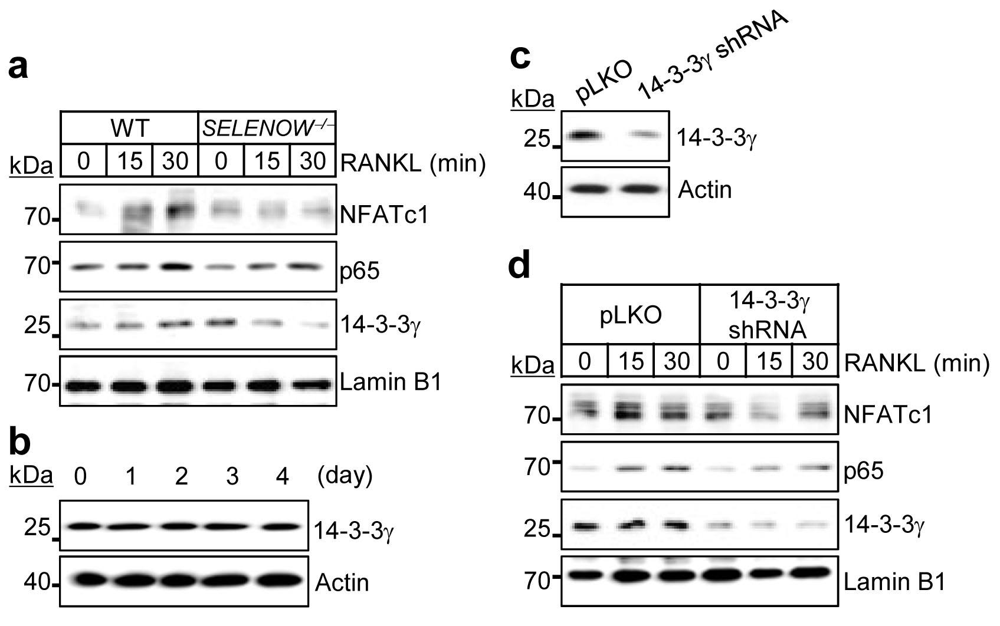 a
WT SELENOW–/–
kDa 0 15 30 0 15 30 RANKL (min)
70 NFATc1
70 p65
25 14-3-3γ
70 Lamin B1
b
kDa 0 1 2 3 4 (day)
25 14-3-3γ
40 Actin
c
pLKO 14-3-3γ shRNA
kDa
25 14-3-3γ
40 Actin
d
pLKO 14-3-3γ
shRNA
kDa 0 15 30 0 15 30 RANKL (min)
70 NFATc1
70 p65
25 14-3-3γ
70 Lamin B1